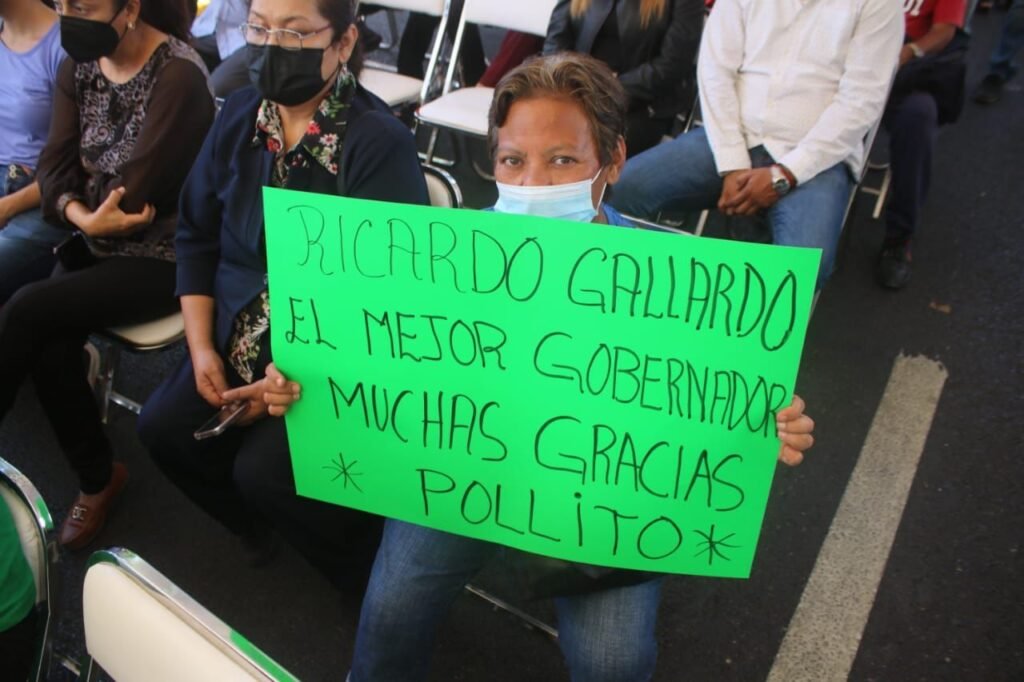 RICARDO GALLARDO
EL MEJOR GOBERNADOR
MUCHAS GRACIAS
* POLLiTO *